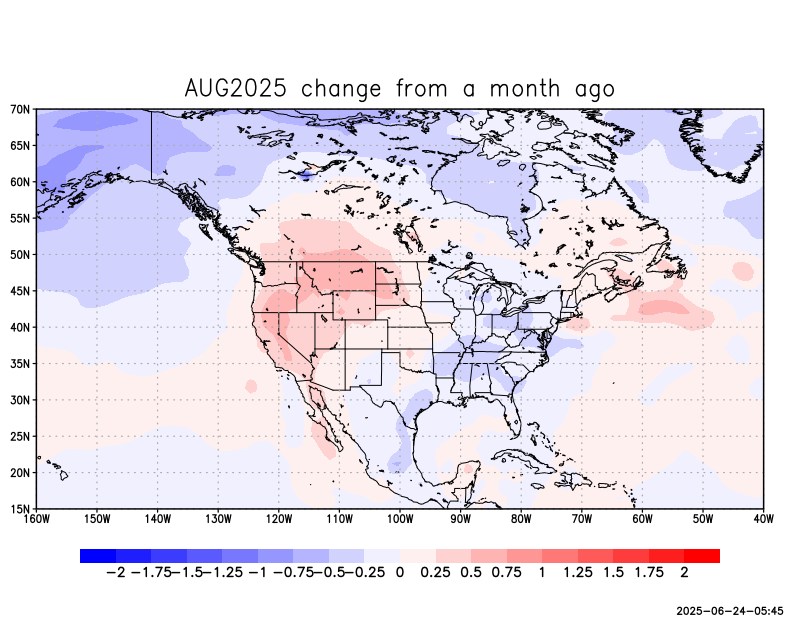 AUG2025 change from a month ago
70N
65N
60N
55N
50N
45N
40N
35N
30N
25N
20N
15N
160W 150W 140W 130W 120W 110W 100W 90W 80W 70W 60W 50W 40W
−2 −1.75 −1.5 −1.25 −1 −0.75 −0.5 −0.25 0 0.25 0.5 0.75 1 1.25 1.5 1.75 2
2025-06-24-05:45